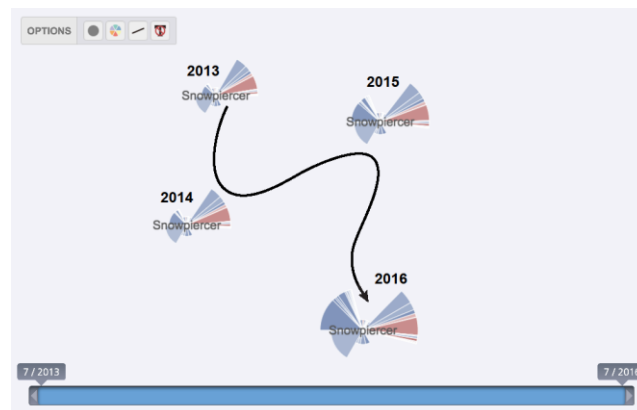 OPTIONS
2013
Snowpiercer
2015
Snowpiercer
2014
Snowpiercer
2016
Snowpiercer
7 / 2013
7 / 2016